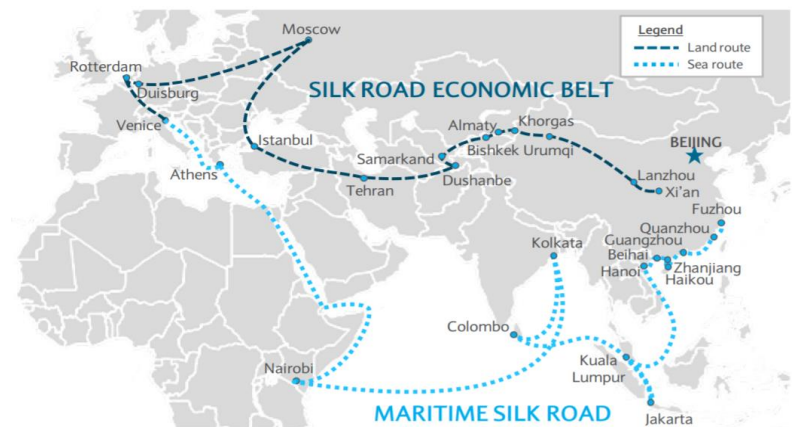 Legend
Land route
Sea route
Moscow
Rotterdam
Duisburg
SILK ROAD ECONOMIC BELT
Venice
Istanbul
Almaty
Khorgas
Bishkek
Urumqi
BEIJING
Samarkand
Athens
Tehran
Dushanbe
Lanzhou
Xi'an
Fuzhou
Quanzhou
Guangzhou
Beihai
Zhanjiang
Hanoi
Haikou
Kolkata
Colombo
Kuala
Lumpur
Nairobi
MARITIME SILK ROAD
Jakarta